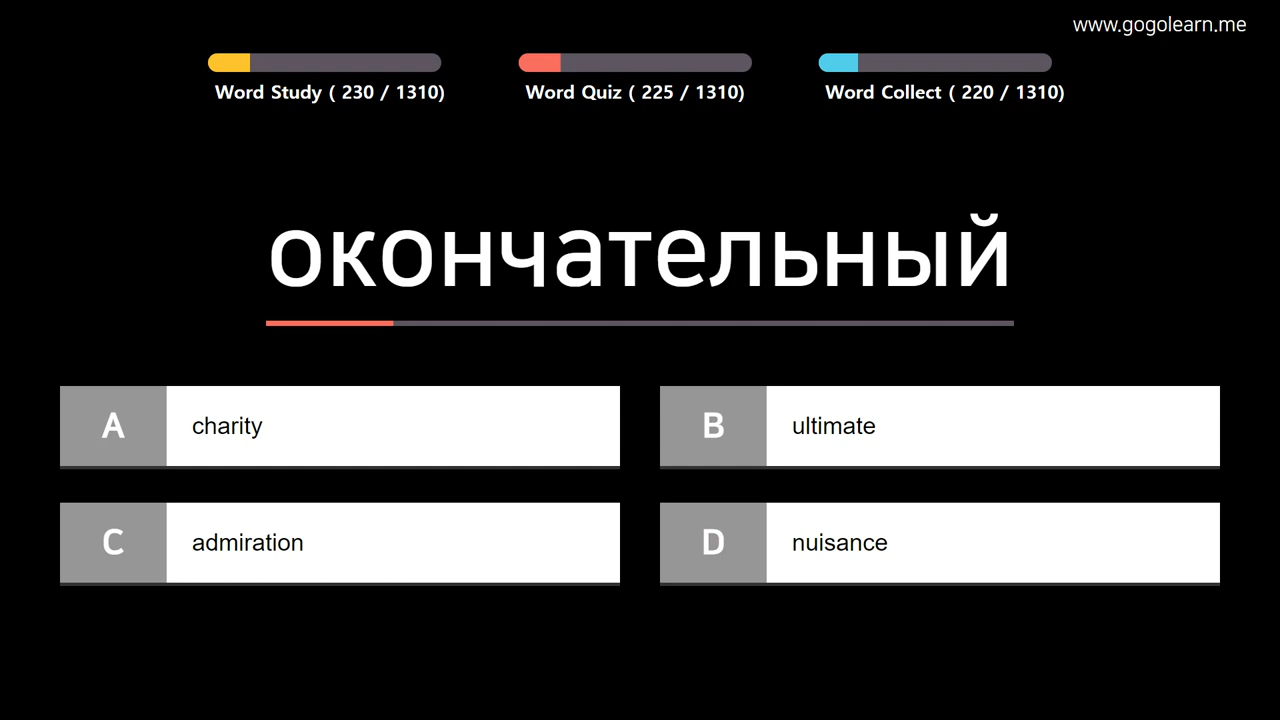 www.gogolearn.me
Word Study ( 230 / 1310)
Word Quiz ( 225 / 1310)
Word Collect ( 220 / 1310)
окончательный
A
charity
B
ultimate
C
admiration
D
nuisance